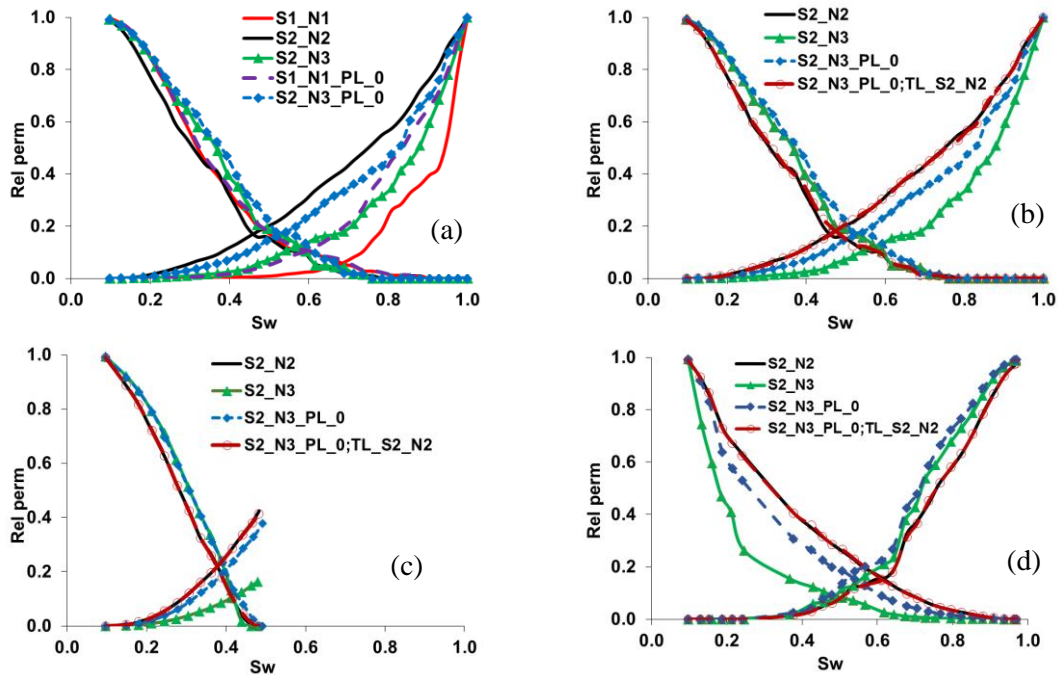 S1_N1
S2_N2
S2_N3
S1_N1_PL_0
S2_N3_PL_0
1.0
0.8
0.6
0.4
0.2
0.0
Rel perm
0.0 0.2 0.4 0.6 0.8 1.0
Sw
(a)
S2_N2
S2_N3
S2_N3_PL_0
S2_N3_PL_0;TL_S2_N2
1.0
0.8
0.6
0.4
0.2
0.0
Rel perm
0.0 0.2 0.4 0.6 0.8 1.0
Sw
(b)
S2_N2
S2_N3
S2_N3_PL_0
S2_N3_PL_0;TL_S2_N2
1.0
0.8
0.6
0.4
0.2
0.0
Rel perm
0.0 0.2 0.4 0.6 0.8 1.0
Sw
(c)
S2_N2
S2_N3
S2_N3_PL_0
S2_N3_PL_0;TL_S2_N2
1.0
0.8
0.6
0.4
0.2
0.0
Rel perm
0.0 0.2 0.4 0.6 0.8 1.0
Sw
(d)